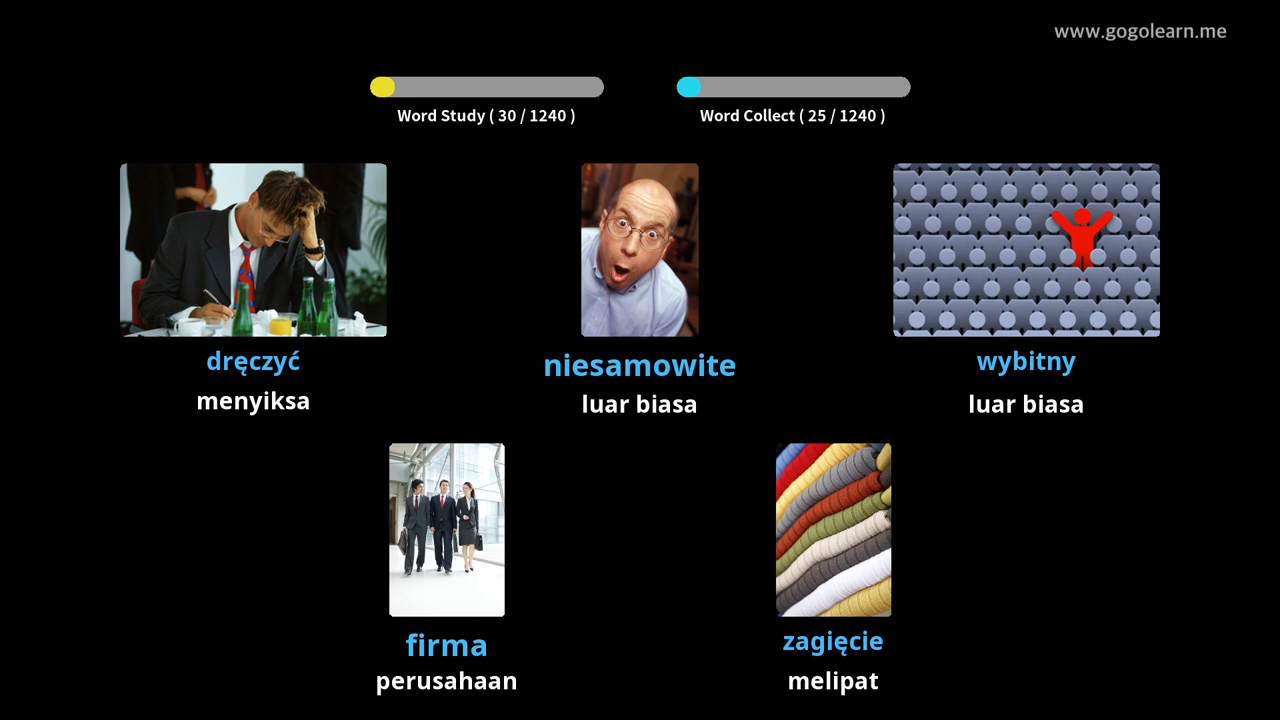 www.gogolearn.me
Word Study ( 30 / 1240 )
Word Collect ( 25 / 1240 )
dręczyć
menyiksa
niesamowite
luar biasa
wybitny
luar biasa
firma
perusahaan
zagięcie
melipat